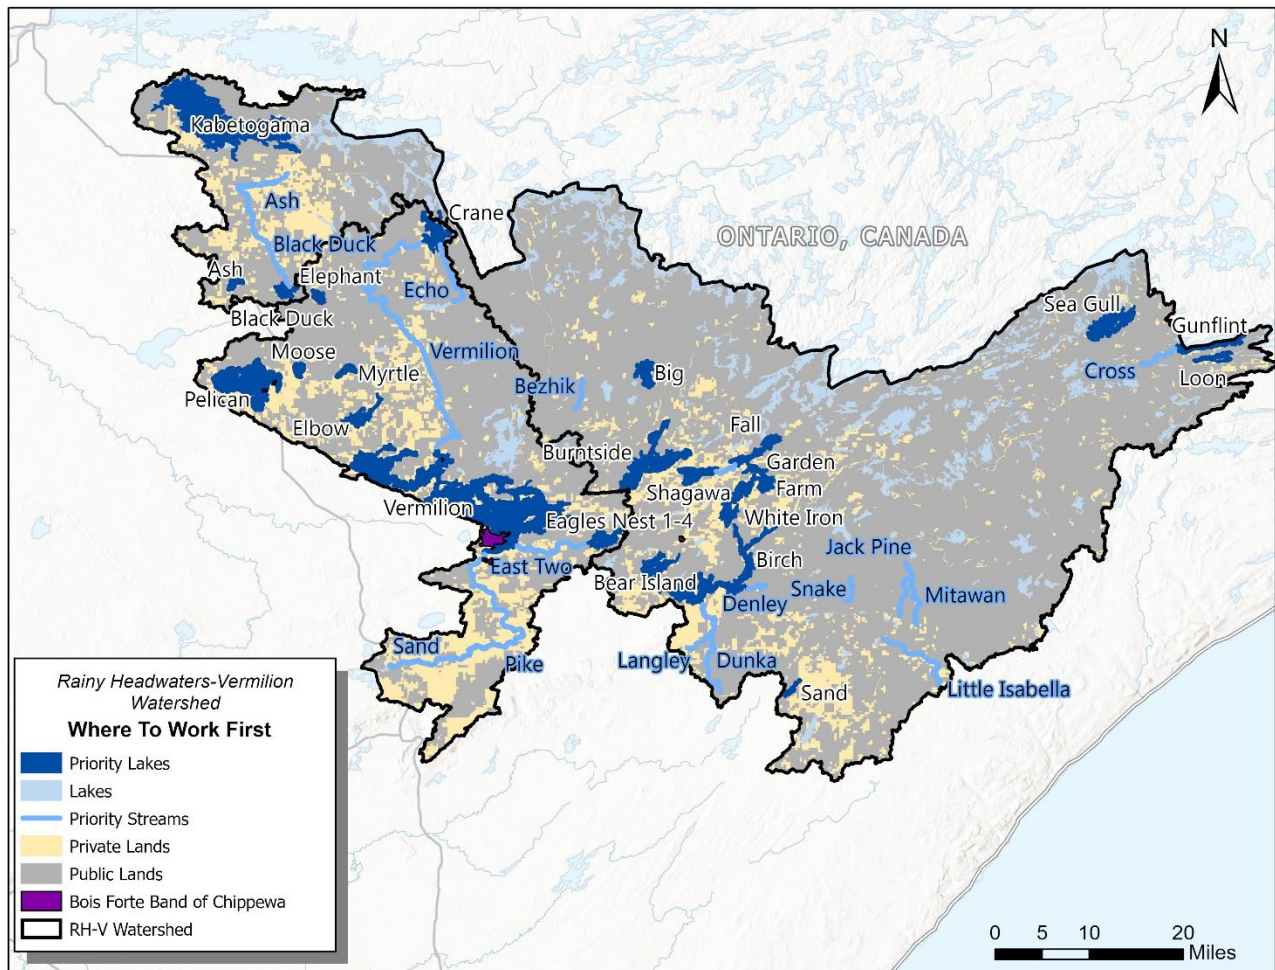 N
Kabetogama
Crane
ONTARIO, CANADA
Ash
Black Duck
Ash
Elephant
Echo
Black Duck
Sea Gull
Gunflint
Cross
Loon
Moose
Myrtle
Vermilion
Bezhik
Big
Pelican
Elbow
Fall
Burntside
Garden
Shagawa
Farm
Vermilion
Eagles Nest 1-4
White Iron
East Two
Birch
Jack Pine
Bear Island
Denley
Snake
Mitawan
Sand
Pike
Langley
Dunka
Sand
Little Isabella
Rainy Headwaters-Vermilion
Watershed
Where To Work First
Priority Lakes
Lakes
Priority Streams
Private Lands
Public Lands
Bois Forte Band of Chippewa
RH-V Watershed
0 5 10 20
Miles